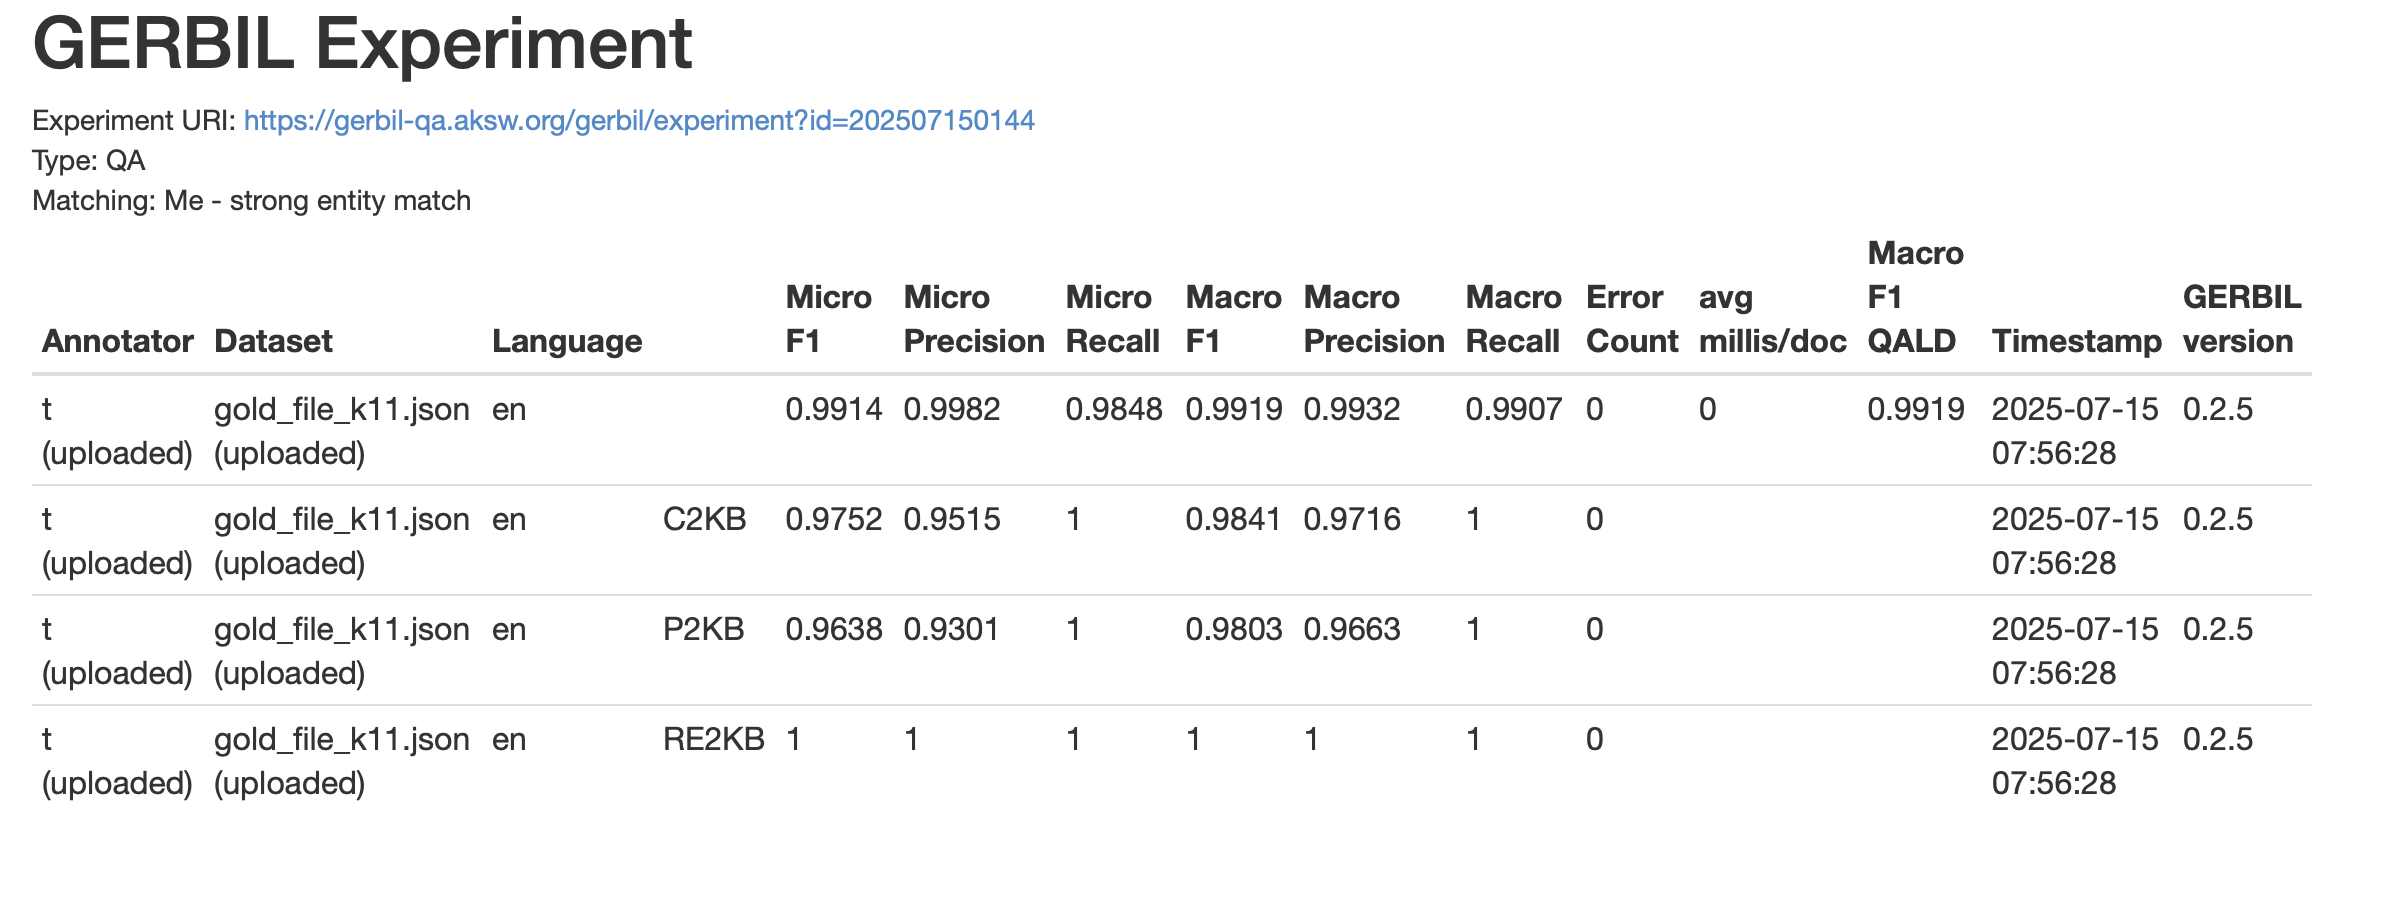 GERBIL Experiment
Experiment URI: https://gerbil-qa.aksw.org/gerbil/experiment?id=202507150144
Type: QA
Matching: Me - strong entity match
Annotator Dataset Language Micro F1 Micro Precision Micro Recall Macro F1 Macro Precision Macro Recall Error Count avg millis/doc Macro F1 QALD Timestamp GERBIL version
t gold_file_k11.json en 0.9914 0.9982 0.9848 0.9919 0.9932 0.9907 0 0 0.9919 2025-07-15 0.2.5
(uploaded) (uploaded) 07:56:28
t gold_file_k11.json en C2KB 0.9752 0.9515 1 0.9841 0.9716 1 0 2025-07-15 0.2.5
(uploaded) (uploaded) 07:56:28
t gold_file_k11.json en P2KB 0.9638 0.9301 1 0.9803 0.9663 1 0 2025-07-15 0.2.5
(uploaded) (uploaded) 07:56:28
t gold_file_k11.json en RE2KB 1 1 1 1 1 1 0 2025-07-15 0.2.5
(uploaded) (uploaded) 07:56:28